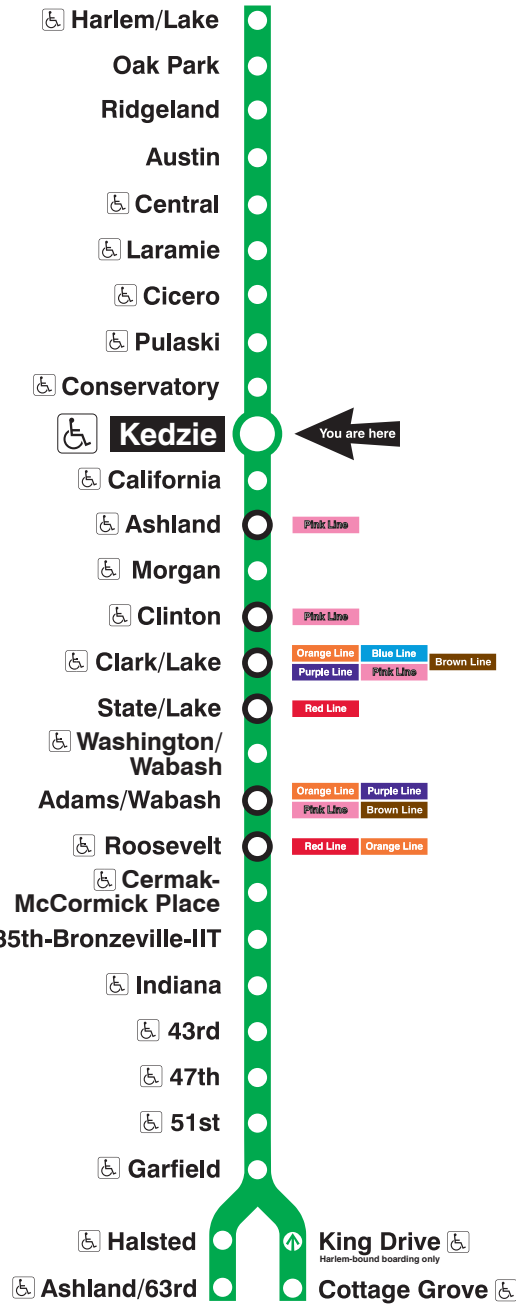 Harlem/Lake
Oak Park
Ridgeland
Austin
Central
Laramie
Cicero
Pulaski
Conservatory
Kedzie
You are here
California
Ashland
Pink Line
Morgan
Clinton
Pink Line
Clark/Lake
Orange Line Blue Line
Brown Line
Purple Line Pink Line
State/Lake
Red Line
Washington/
Wabash
Adams/Wabash
Orange Line Purple Line
Pink Line Brown Line
Roosevelt
Red Line Orange Line
Cermak-
McCormick Place
35th-Bronzeville-IIT
Indiana
43rd
47th
51st
Garfield
Halsted
King Drive
Harlem-bound boarding only
Ashland/63rd
Cottage Grove